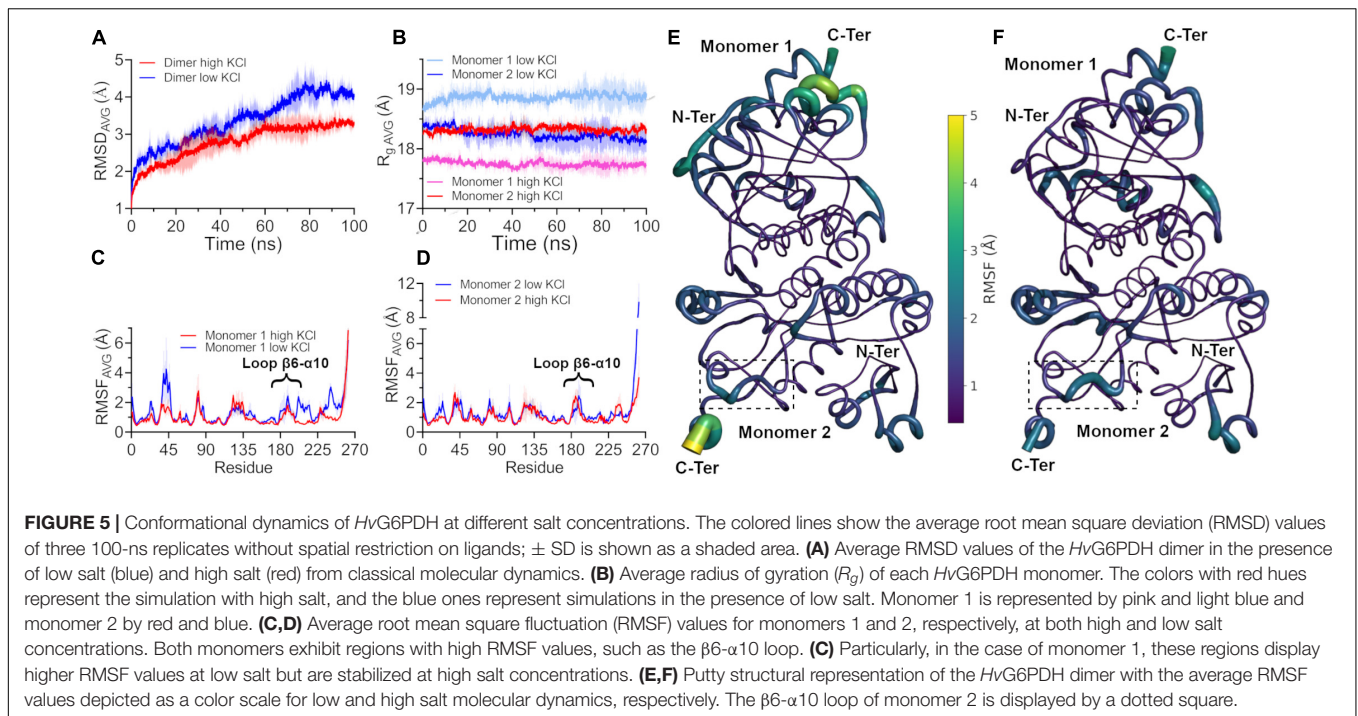 A
Dimer high KCl
Dimer low KCl
RMSD_AVG (Å)
5
4
3
2
1
0 20 40 60 80 100
Time (ns)
B
Monomer 1 low KCl
Monomer 2 low KCl
R_g AVG (Å)
19
18
17
Monomer 1 high KCl
Monomer 2 high KCl
0 20 40 60 80 100
Time (ns)
C
RMSF_AVG (Å)
6
4
2
0
Monomer 1 high KCl
Monomer 1 low KCl
Loop β6-α10
0 45 90 135 180 225 270
Residue
D
Monomer 2 low KCl
Monomer 2 high KCl
RMSF_AVG (Å)
12
9
6
4
2
0
Loop β6-α10
0 45 90 135 180 225 270
Residue
E
Monomer 1
C-Ter
N-Ter
N-Ter
Monomer 2
C-Ter
5
4
3
2
1
RMSF (Å)
F
C-Ter
Monomer 1
N-Ter
N-Ter
Monomer 2
C-Ter
FIGURE 5 | Conformational dynamics of HvG6PDH at different salt concentrations. The colored lines show the average root mean square deviation (RMSD) values
of three 100-ns replicates without spatial restriction on ligands; ± SD is shown as a shaded area. (A) Average RMSD values of the HvG6PDH dimer in the presence
of low salt (blue) and high salt (red) from classical molecular dynamics. (B) Average radius of gyration (Rg) of each HvG6PDH monomer. The colors with red hues
represent the simulation with high salt, and the blue ones represent simulations in the presence of low salt. Monomer 1 is represented by pink and light blue and
monomer 2 by red and blue. (C,D) Average root mean square fluctuation (RMSF) values for monomers 1 and 2, respectively, at both high and low salt
concentrations. Both monomers exhibit regions with high RMSF values, such as the β6-α10 loop. (C) Particularly, in the case of monomer 1, these regions display
higher RMSF values at low salt but are stabilized at high salt concentrations. (E,F) Putty structural representation of the HvG6PDH dimer with the average RMSF
values depicted as a color scale for low and high salt molecular dynamics, respectively. The β6-α10 loop of monomer 2 is displayed by a dotted square.